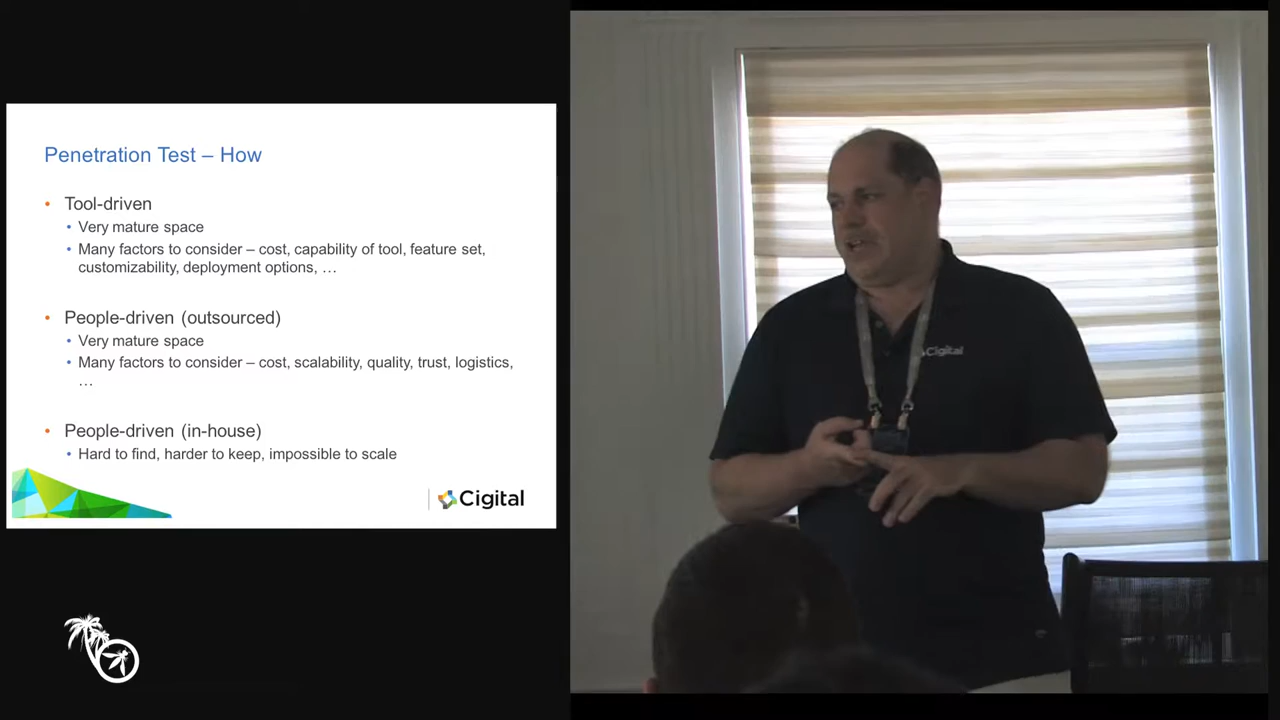 Penetration Test – How
• Tool-driven
• Very mature space
• Many factors to consider – cost, capability of tool, feature set,
customizability, deployment options, …
• People-driven (outsourced)
• Very mature space
• Many factors to consider – cost, scalability, quality, trust, logistics,
…
• People-driven (in-house)
• Hard to find, harder to keep, impossible to scale
Cigital
Cigital